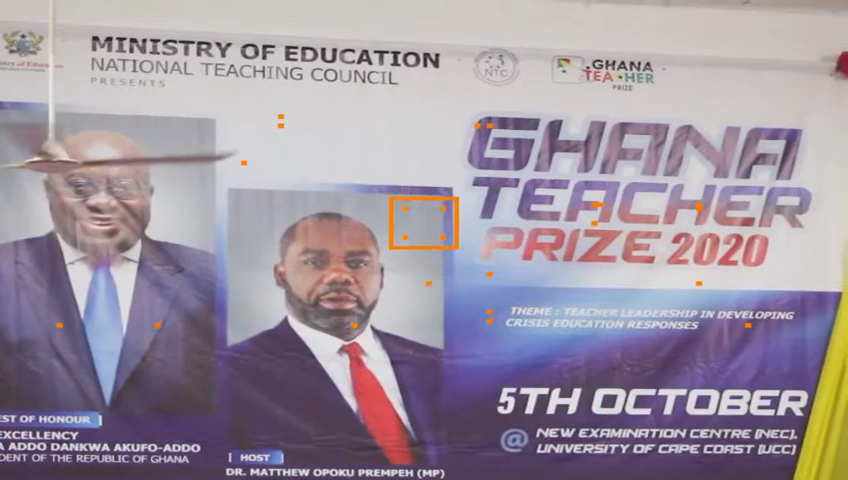 MINISTRY OF EDUCATION
NATIONAL TEACHING COUNCIL
PRESENTS
NTC
GHANA
TEACHER
PRIZE
GHANA
TEACHER
PRIZE 2020
THEME : TEACHER LEADERSHIP IN DEVELOPING
CRISIS EDUCATION RESPONSES
5TH OCTOBER
@ NEW EXAMINATION CENTRE (NEC),
UNIVERSITY OF CAPE COAST (UCC)
EST OF HONOUR
EXCELLENCY
A ADDO DANKWA AKUFO-ADDO
DENT OF THE REPUBLIC OF GHANA
HOST
DR. MATTHEW OPOKU PREMPEH (MP)